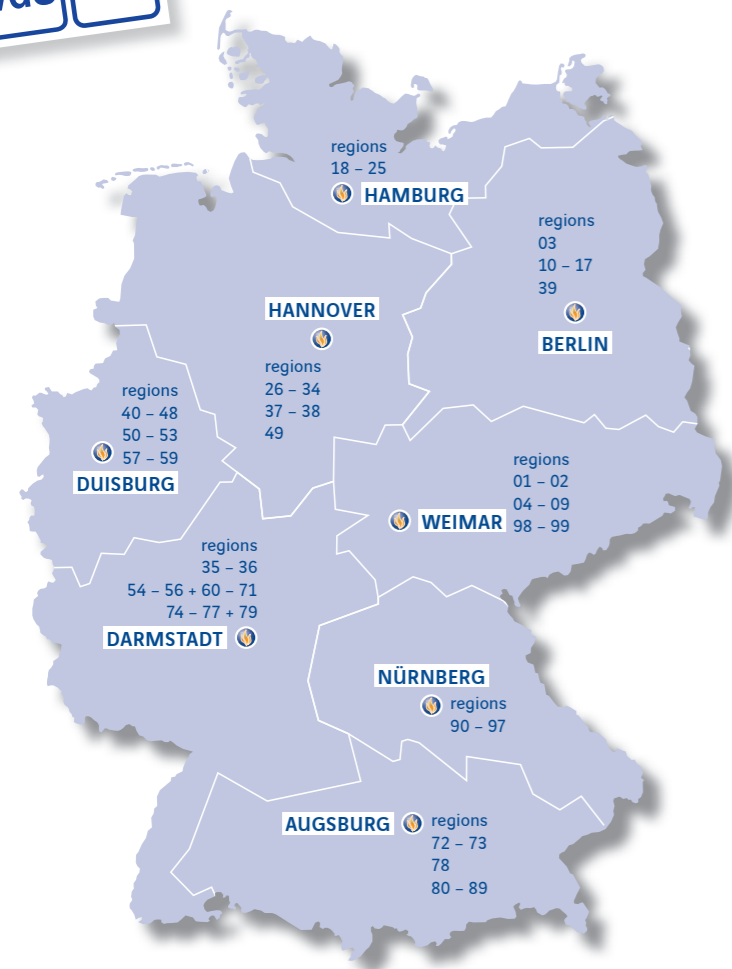 regions
18 – 25
HAMBURG
regions
03
10 – 17
39
BERLIN
HANNOVER
regions
26 – 34
37 – 38
49
regions
40 – 48
50 – 53
57 – 59
DUISBURG
regions
01 – 02
04 – 09
98 – 99
WEIMAR
regions
35 – 36
54 – 56 + 60 – 71
74 – 77 + 79
DARMSTADT
NÜRNBERG
regions
90 – 97
AUGSBURG
regions
72 – 73
78
80 – 89